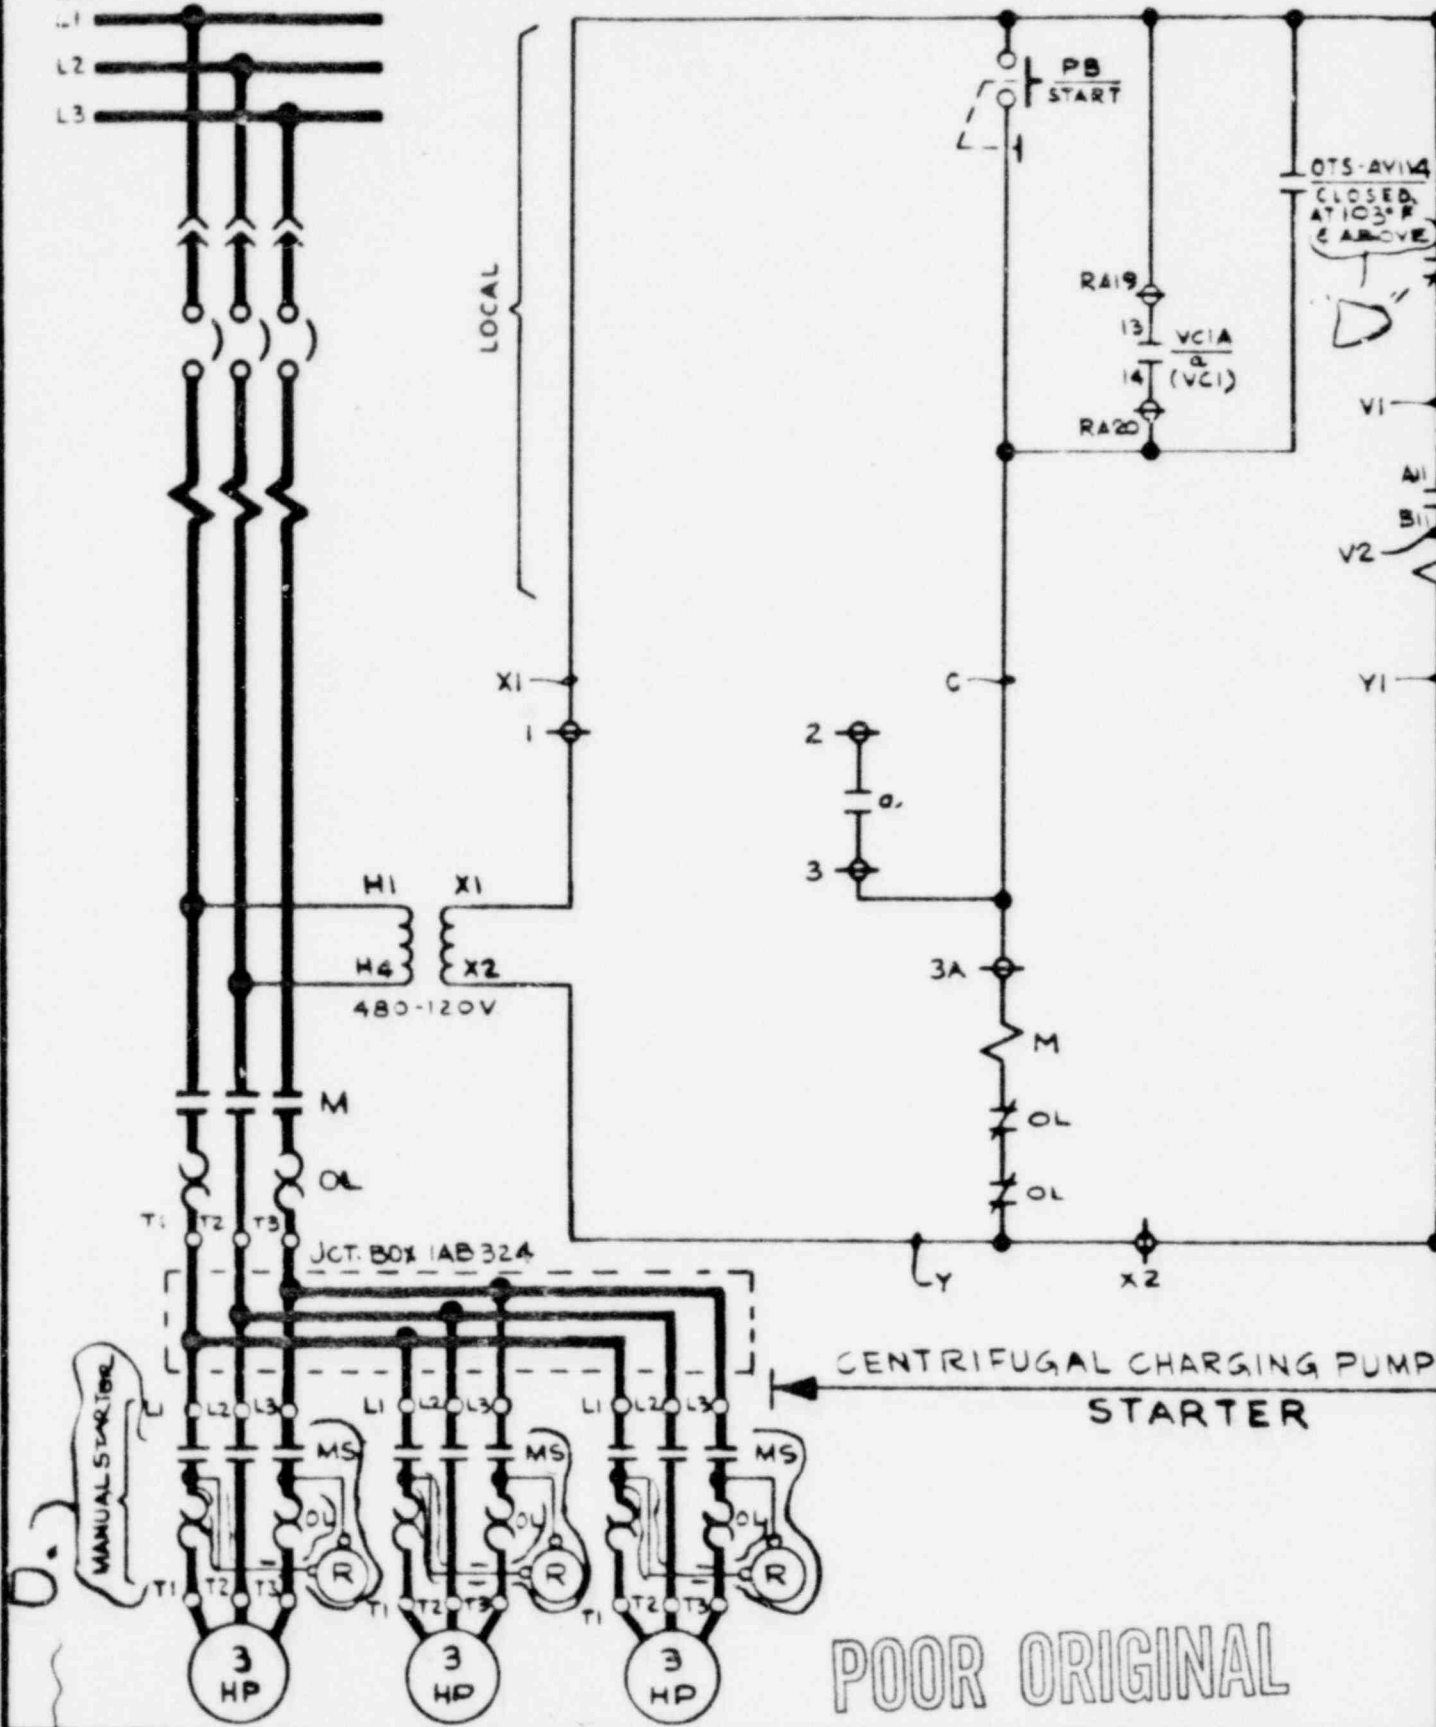 L1
L2
L3
LOCAL
PB
START
RA19
13
VC1A
a
(VC1)
14
RA20
OTS-AV1V4
CLOSED
AT 103°F
& ABOVE
"D"
V1
A11
B11
V2
X1
1
C
Y1
2
a.
3
H1 X1
H4 X2
480-120V
3A
M
OL
OL
M
OL
T1 T2 T3
JCT. BOX 1AB324
Y
X2
CENTRIFUGAL CHARGING PUMP
STARTER
MANUAL STARTER
D.
L1 L2 L3
MS
OL
R
T1 T2 T3
3
HP
L1 L2 L3
MS
OL
R
T1 T2 T3
3
HP
L1 L2 L3
MS
OL
R
T1 T2 T3
3
HP
POOR ORIGINAL